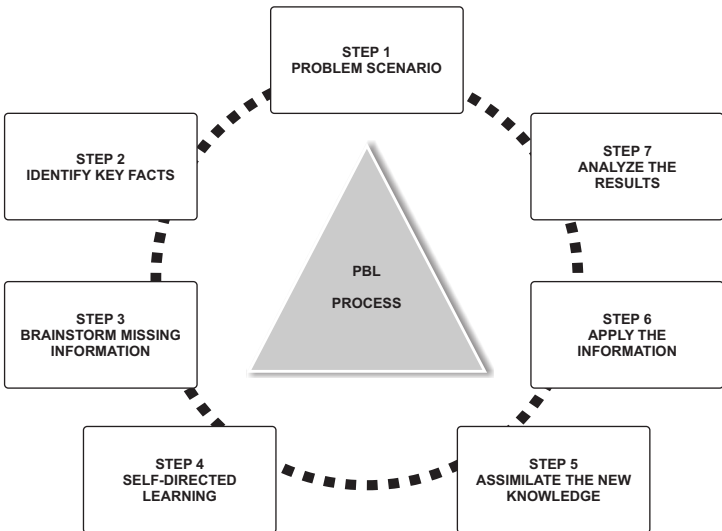 STEP 1
PROBLEM SCENARIO
STEP 2
IDENTIFY KEY FACTS
STEP 3
BRAINSTORM MISSING
INFORMATION
STEP 4
SELF-DIRECTED
LEARNING
STEP 5
ASSIMILATE THE NEW
KNOWLEDGE
STEP 6
APPLY THE
INFORMATION
STEP 7
ANALYZE THE
RESULTS
PBL
PROCESS